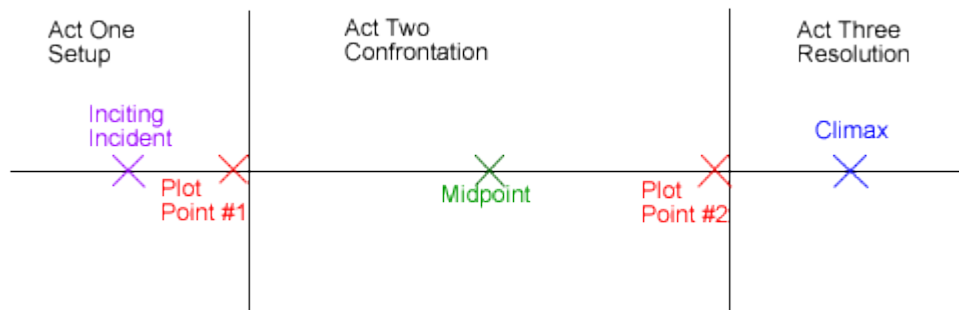 Act One
Setup
Act Two
Confrontation
Act Three
Resolution
Inciting
Incident
Climax
Plot
Point #1
Midpoint
Plot
Point #2